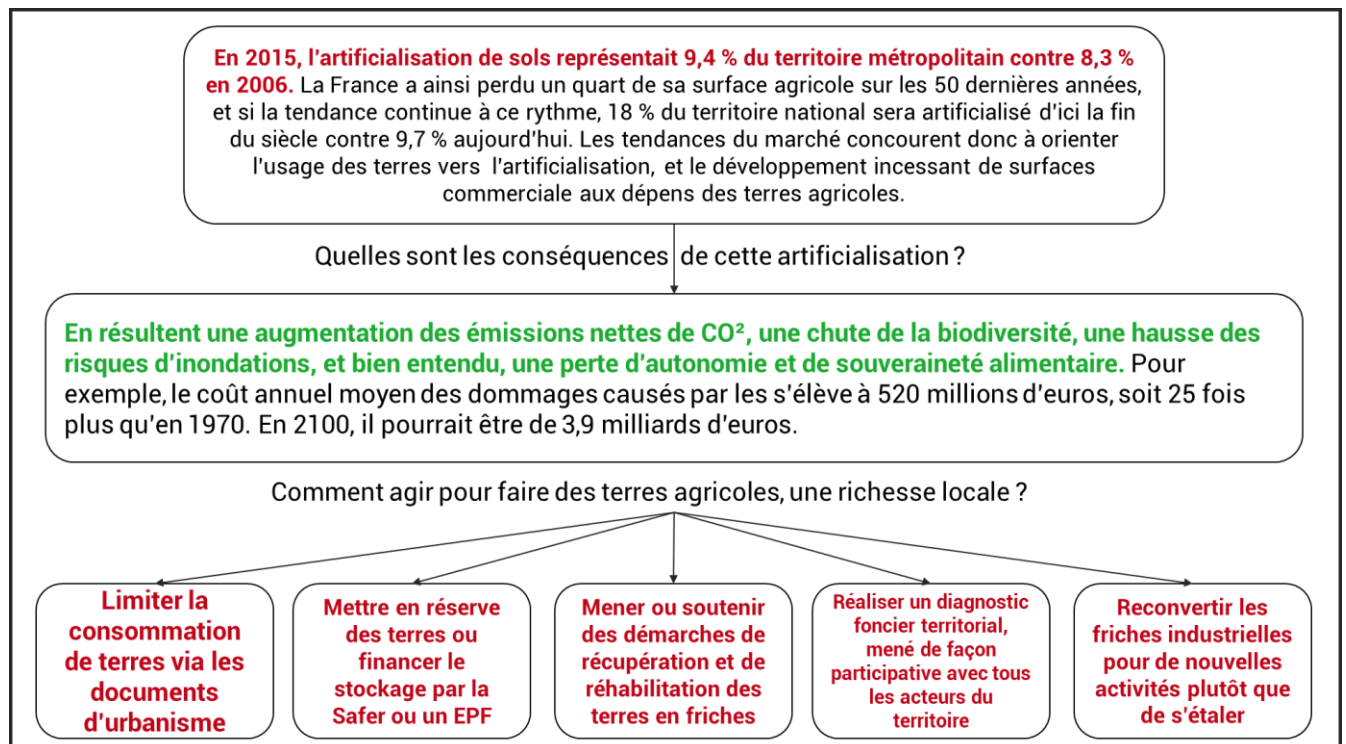 En 2015, l'artificialisation de sols représentait 9,4 % du territoire métropolitain contre 8,3 %
en 2006. La France a ainsi perdu un quart de sa surface agricole sur les 50 dernières années,
et si la tendance continue à ce rythme, 18 % du territoire national sera artificialisé d'ici la fin
du siècle contre 9,7 % aujourd'hui. Les tendances du marché concourent donc à orienter
l'usage des terres vers l'artificialisation, et le développement incessant de surfaces
commerciale aux dépens des terres agricoles.
Quelles sont les conséquences de cette artificialisation ?
En résultent une augmentation des émissions nettes de CO², une chute de la biodiversité, une hausse des
risques d'inondations, et bien entendu, une perte d'autonomie et de souveraineté alimentaire. Pour
exemple, le coût annuel moyen des dommages causés par les s'élève à 520 millions d'euros, soit 25 fois
plus qu'en 1970. En 2100, il pourrait être de 3,9 milliards d'euros.
Comment agir pour faire des terres agricoles, une richesse locale ?
Limiter la
consommation
de terres via les
documents
d'urbanisme
Mettre en réserve
des terres ou
financer le
stockage par la
Safer ou un EPF
Mener ou soutenir
des démarches de
récupération et de
réhabilitation des
terres en friches
Réaliser un diagnostic
foncier territorial,
mené de façon
participative avec tous
les acteurs du
territoire
Reconvertir les
friches industrielles
pour de nouvelles
activités plutôt que
de s'étaler